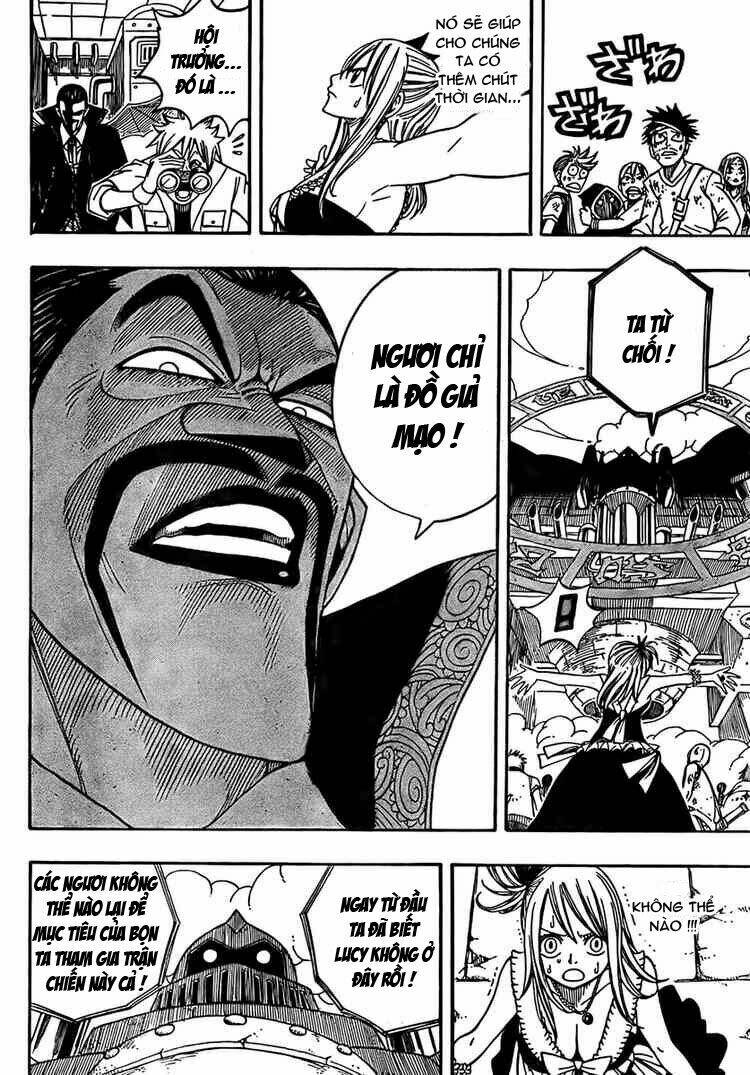 ざわ
ざわ
NÓ SẼ GIÚP
CHO CHÚNG
TA CÓ
THÊM CHÚT
THỜI GIAN...
HỘI
TRƯỞNG...
ĐÓ LÀ ...
TA TỪ
CHỐI !
NGƯƠI CHỈ
LÀ ĐỒ GIẢ
MẠO !
KHÔNG THỂ
NÀO !!!
NGAY TỪ ĐẦU
TA ĐÃ BIẾT
LUCY KHÔNG Ở
ĐÂY RỒI !
CÁC NGƯƠI KHÔNG
THỂ NÀO LẠI ĐỂ
MỤC TIÊU CỦA BỌN
TA THAM GIA TRẬN
CHIẾN NÀY CẢ !